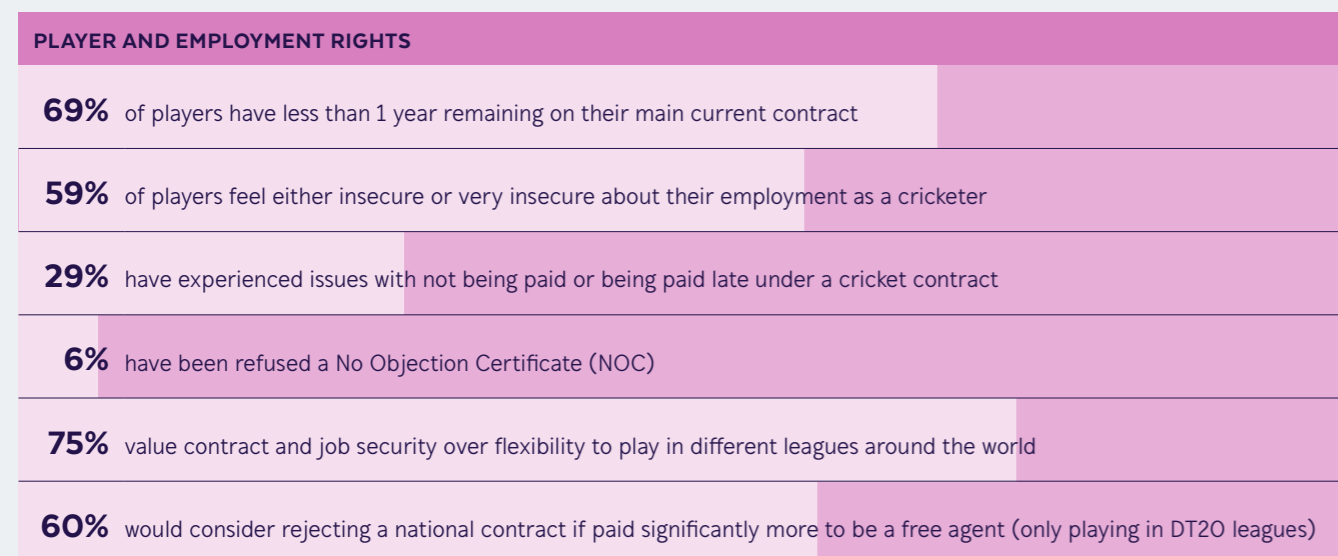 PLAYER AND EMPLOYMENT RIGHTS
69% of players have less than 1 year remaining on their main current contract
59% of players feel either insecure or very insecure about their employment as a cricketer
29% have experienced issues with not being paid or being paid late under a cricket contract
6% have been refused a No Objection Certificate (NOC)
75% value contract and job security over flexibility to play in different leagues around the world
60% would consider rejecting a national contract if paid significantly more to be a free agent (only playing in DT20 leagues)